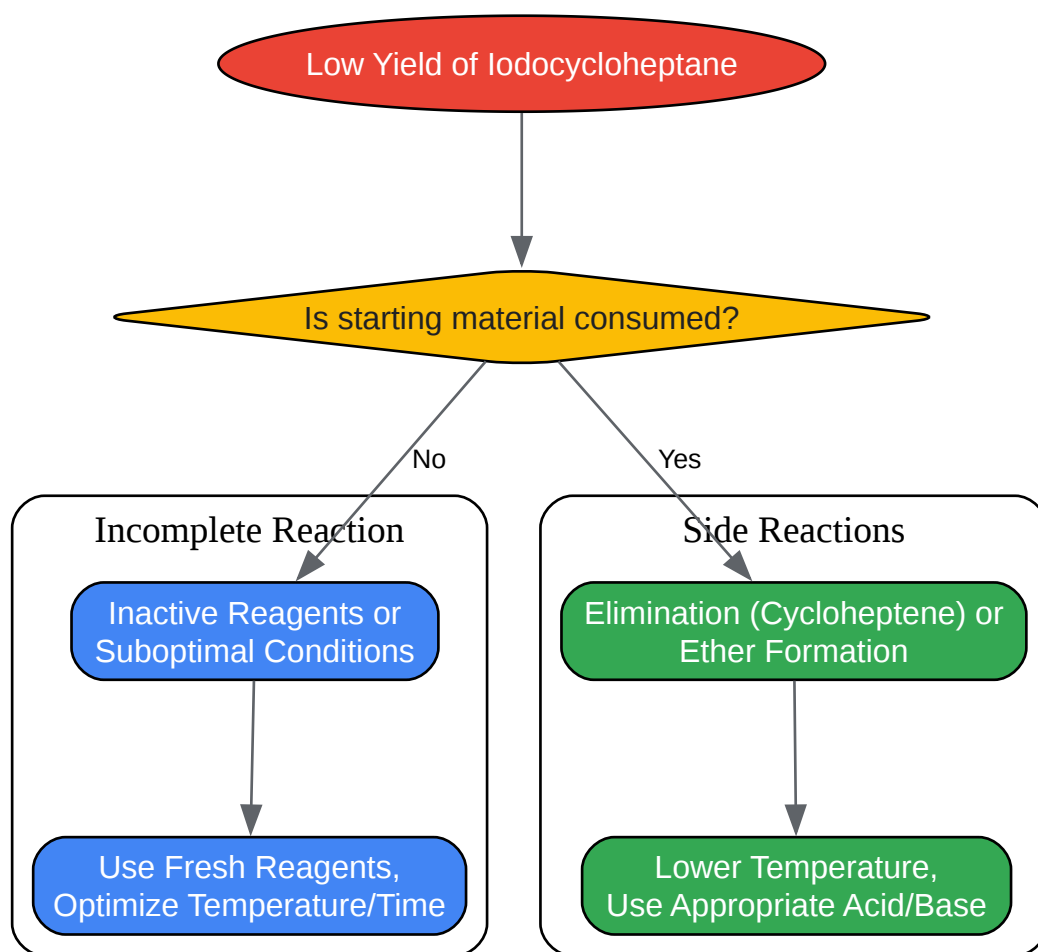 Low Yield of Iodocycloheptane
Is starting material consumed?
No
Yes
Incomplete Reaction
Side Reactions
Inactive Reagents or
Suboptimal Conditions
Elimination (Cycloheptene) or
Ether Formation
Use Fresh Reagents,
Optimize Temperature/Time
Lower Temperature,
Use Appropriate Acid/Base